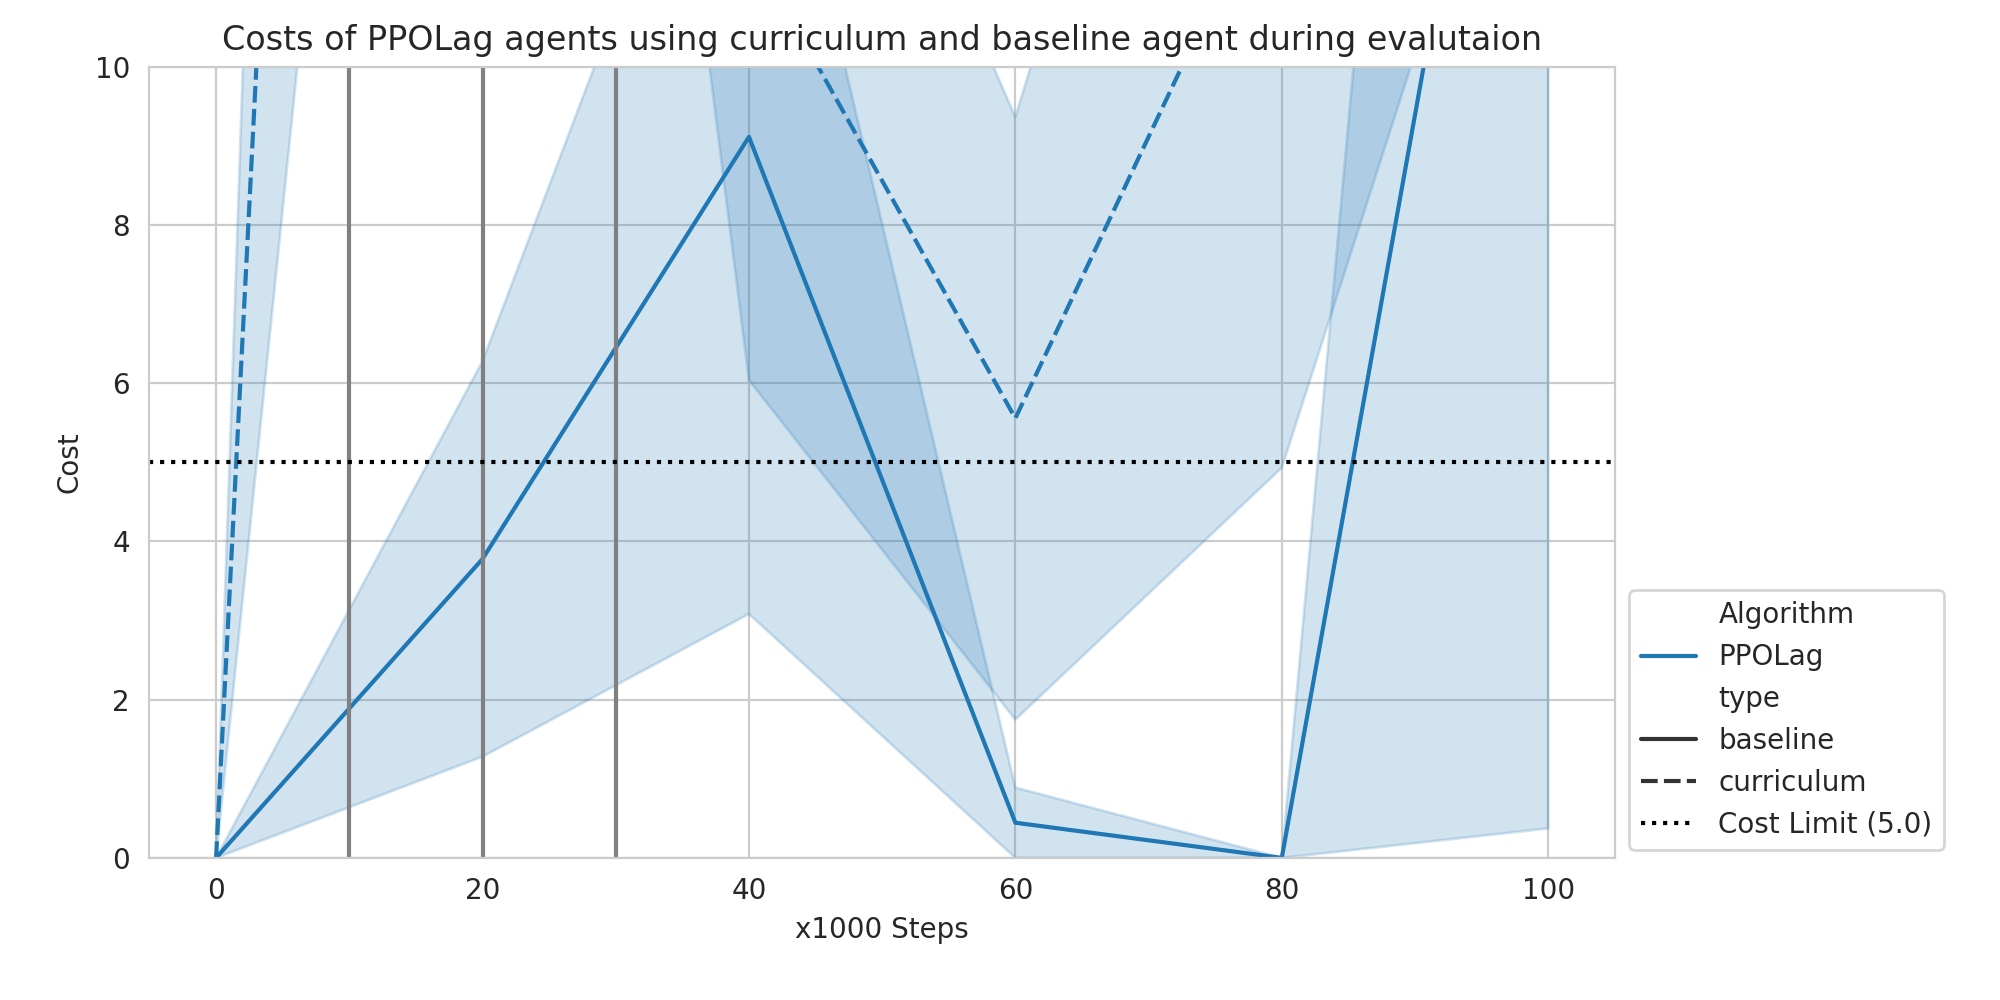 Costs of PPOLag agents using curriculum and baseline agent during evalutaion
10
8
6
4
2
0
Cost
0 20 40 60 80 100
x1000 Steps
Algorithm
PPOLag
type
baseline
curriculum
Cost Limit (5.0)